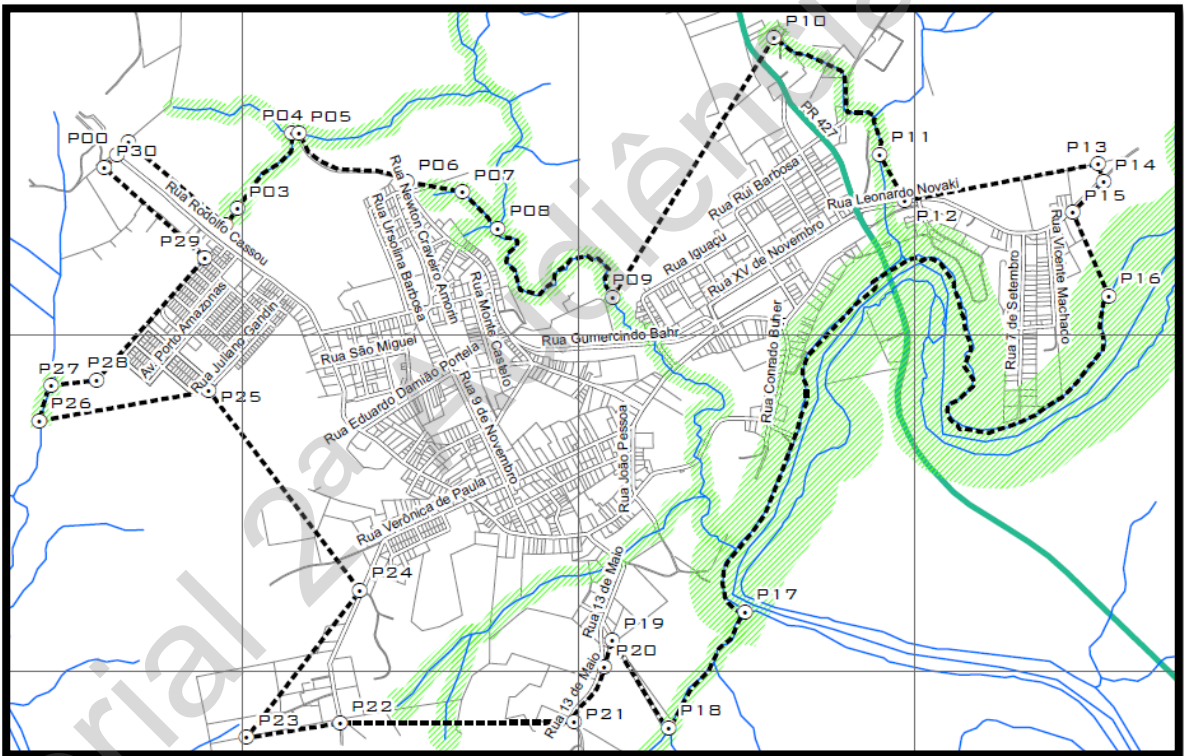 P10
P04
P05
PR 427
P00
P30
P11
P13
P14
P03
Rua Rodolfo Cassou
Rua Newton Craveiro Amorin
P06
P07
Rua Rui Barbosa
Rua Leonardo Novaki
P15
P12
Rua Ursolina Barbosa
P08
P29
Rua Iguaçu
Rua XV de Novembro
Rua Vicente Machado
P09
Rua 7 de Setembro
P16
Av. Porto Amazonas
Rua Juliano Gandin
Rua Monte Castelo
Rua Gumercindo Bahr
Rua Conrado Buher
Rua São Miguel
P28
P27
P25
P26
Rua Eduardo Damião Portela
Rua 9 de Novembro
Rua João Pessoa
Rua Verônica de Paula
P24
Rua 13 de Maio
P17
P19
P20
Rua 13 de Maio
P23
P22
P21
P18
rial 2ª Audiência